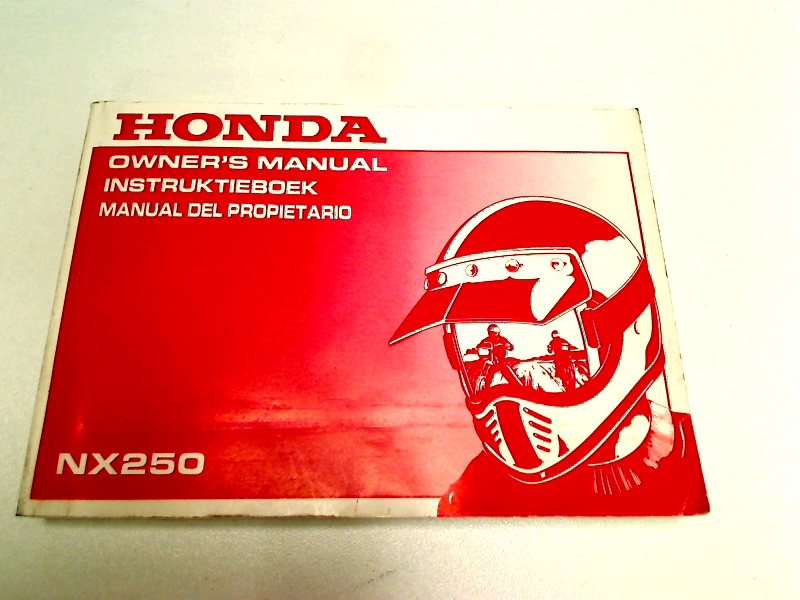 HONDA
OWNER'S MANUAL
INSTRUKTIEBOEK
MANUAL DEL PROPIETARIO
NX250